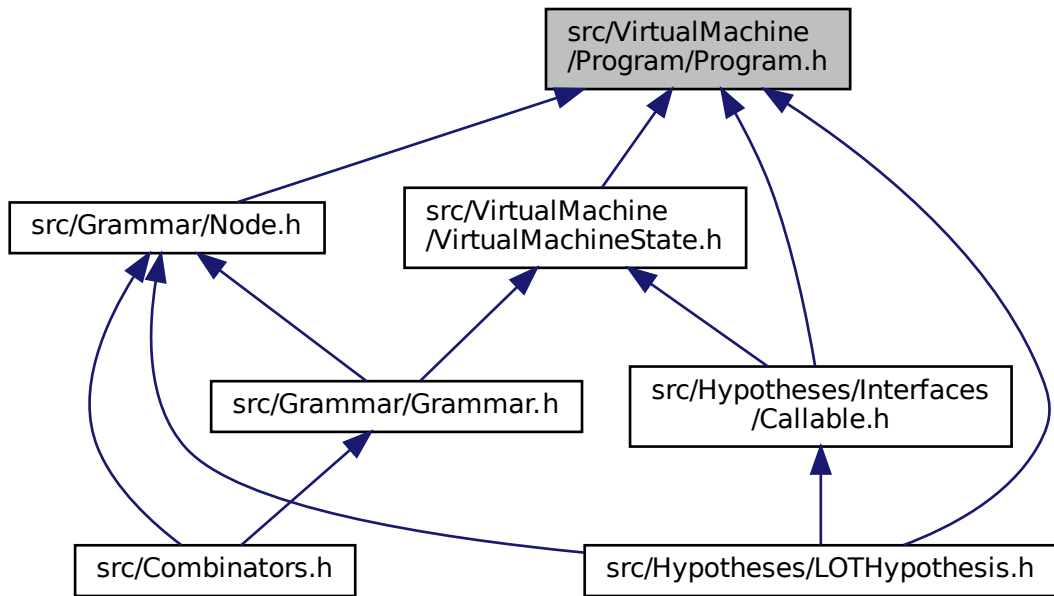 src/VirtualMachine
/Program/Program.h
src/Grammar/Node.h
src/VirtualMachine
/VirtualMachineState.h
src/Grammar/Grammar.h
src/Hypotheses/Interfaces
/Callable.h
src/Combinators.h
src/Hypotheses/LOTHypothesis.h